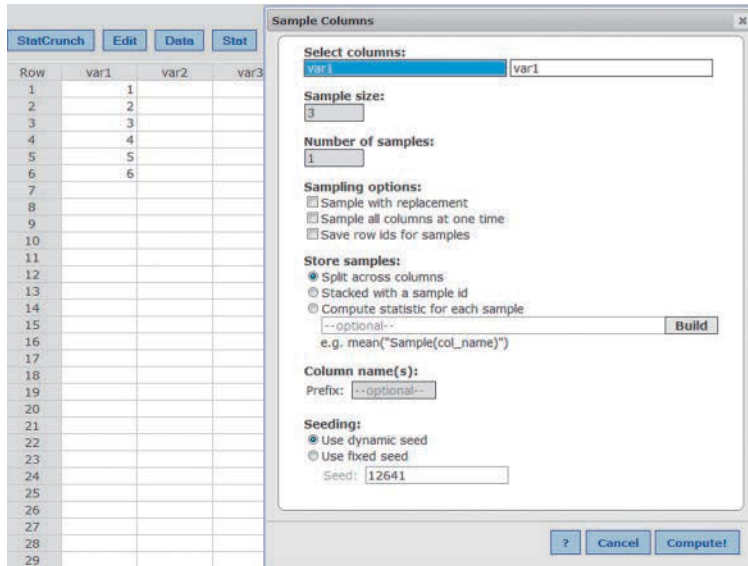 Sample Columns x
StatCrunch Edit Data Stat
Select columns:
var1 var1
Row var1 var2 var3
1 1
2 2
3 3
4 4
5 5
6 6
7
8
9
10
11
12
13
14
15
16
17
18
19
20
21
22
23
24
25
26
27
28
29
Sample size:
3
Number of samples:
1
Sampling options:
Sample with replacement
Sample all columns at one time
Save row ids for samples
Store samples:
Split across columns
Stacked with a sample id
Compute statistic for each sample
--optional-- Build
e.g. mean("Sample(col_name)")
Column name(s):
Prefix: --optional--
Seeding:
Use dynamic seed
Use fixed seed
Seed: 12641
? Cancel Compute!